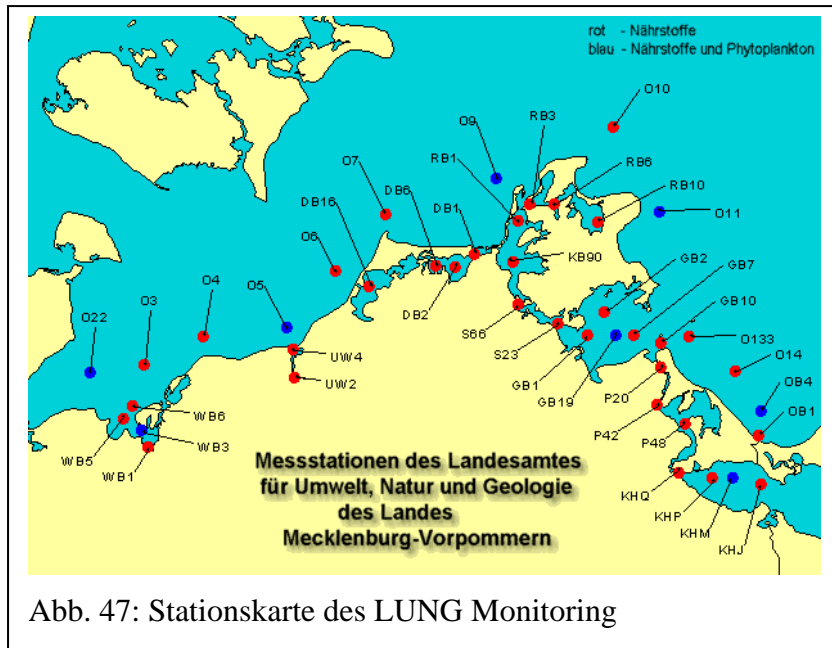 rot - Nährstoffe
blau - Nährstoffe und Phytoplankton
O10
RB3
O9
RB1
RB6
O7
DB6
RB10
DB16
DB1
O11
O6
KB90
GB2
GB7
O4
O5
DB2
GB10
O3
O22
S66
O133
UW4
S23
O14
UW2
GB1
P20
OB4
WB6
GB19
OB1
P42
WB5
WB3
P48
WB1
KHQ
KHP
KHM
KHJ
Messstationen des Landesamtes
für Umwelt, Natur und Geologie
des Landes
Mecklenburg-Vorpommern
Abb. 47: Stationskarte des LUNG Monitoring